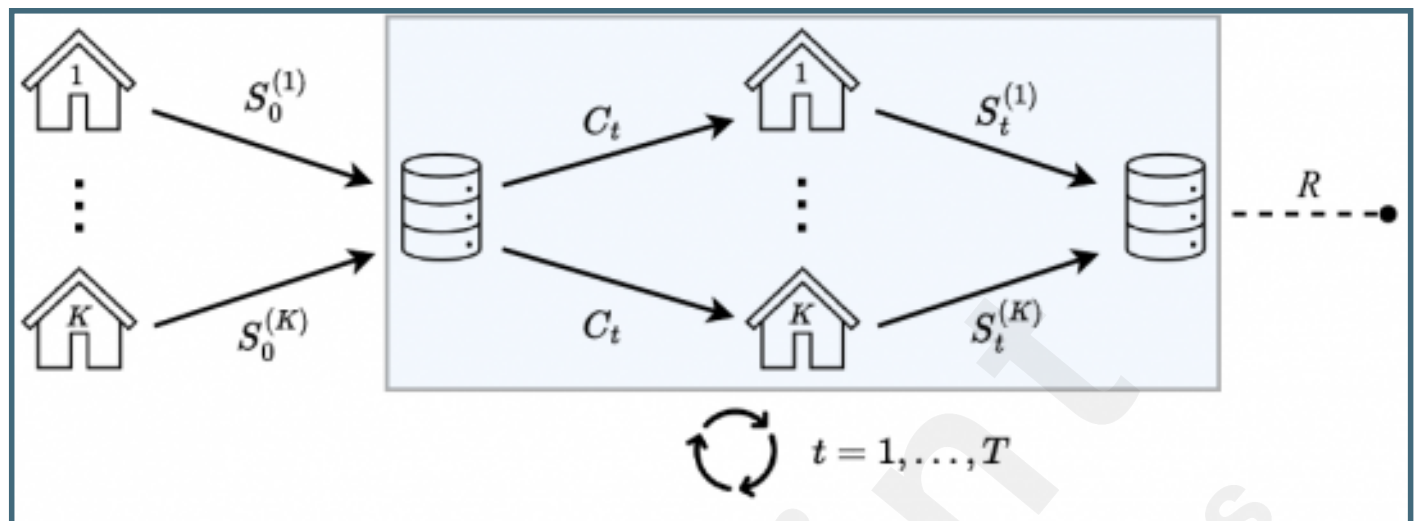 1 S_0^{(1)} C_t 1 S_t^{(1)}
⋮ ⋮ R
K S_0^{(K)} C_t K S_t^{(K)}
t = 1, ..., T